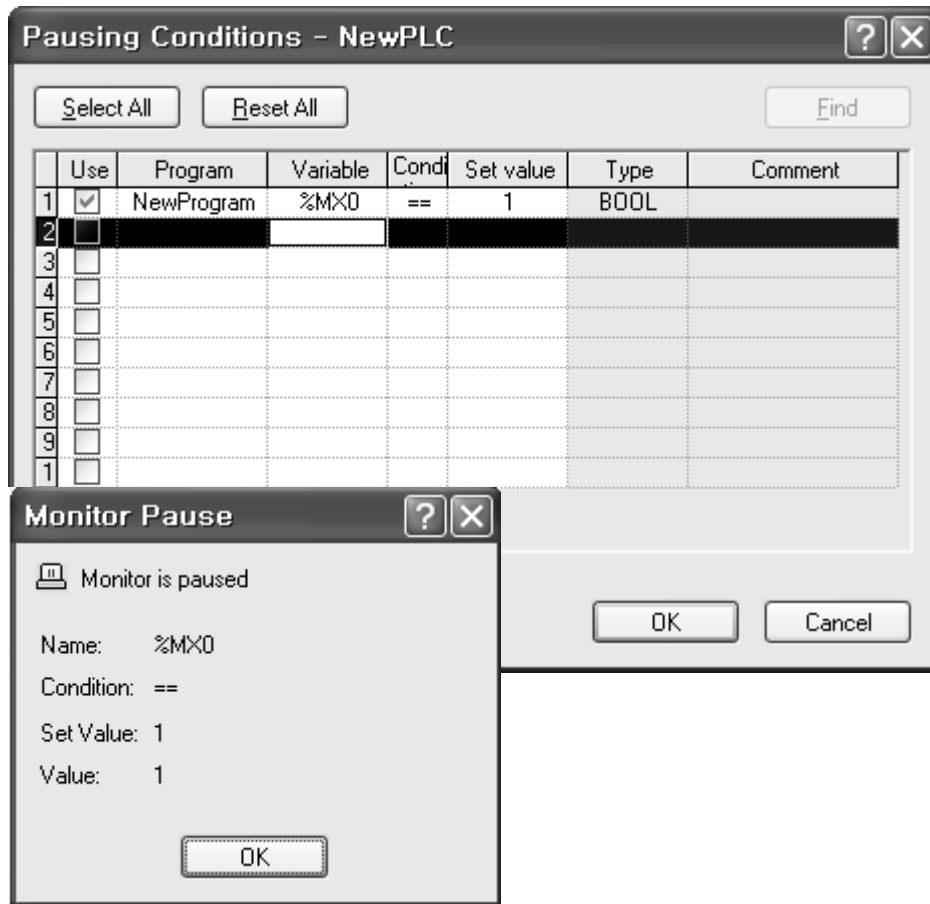 Pausing Conditions - NewPLC
Select All Reset All Find
Use Program Variable Condi Set value Type Comment
1 NewProgram %MX0 == 1 BOOL
2
3
4
5
6
7
8
9
1
Monitor Pause
Monitor is paused
OK Cancel
Name: %MX0
Condition: ==
Set Value: 1
Value: 1
OK